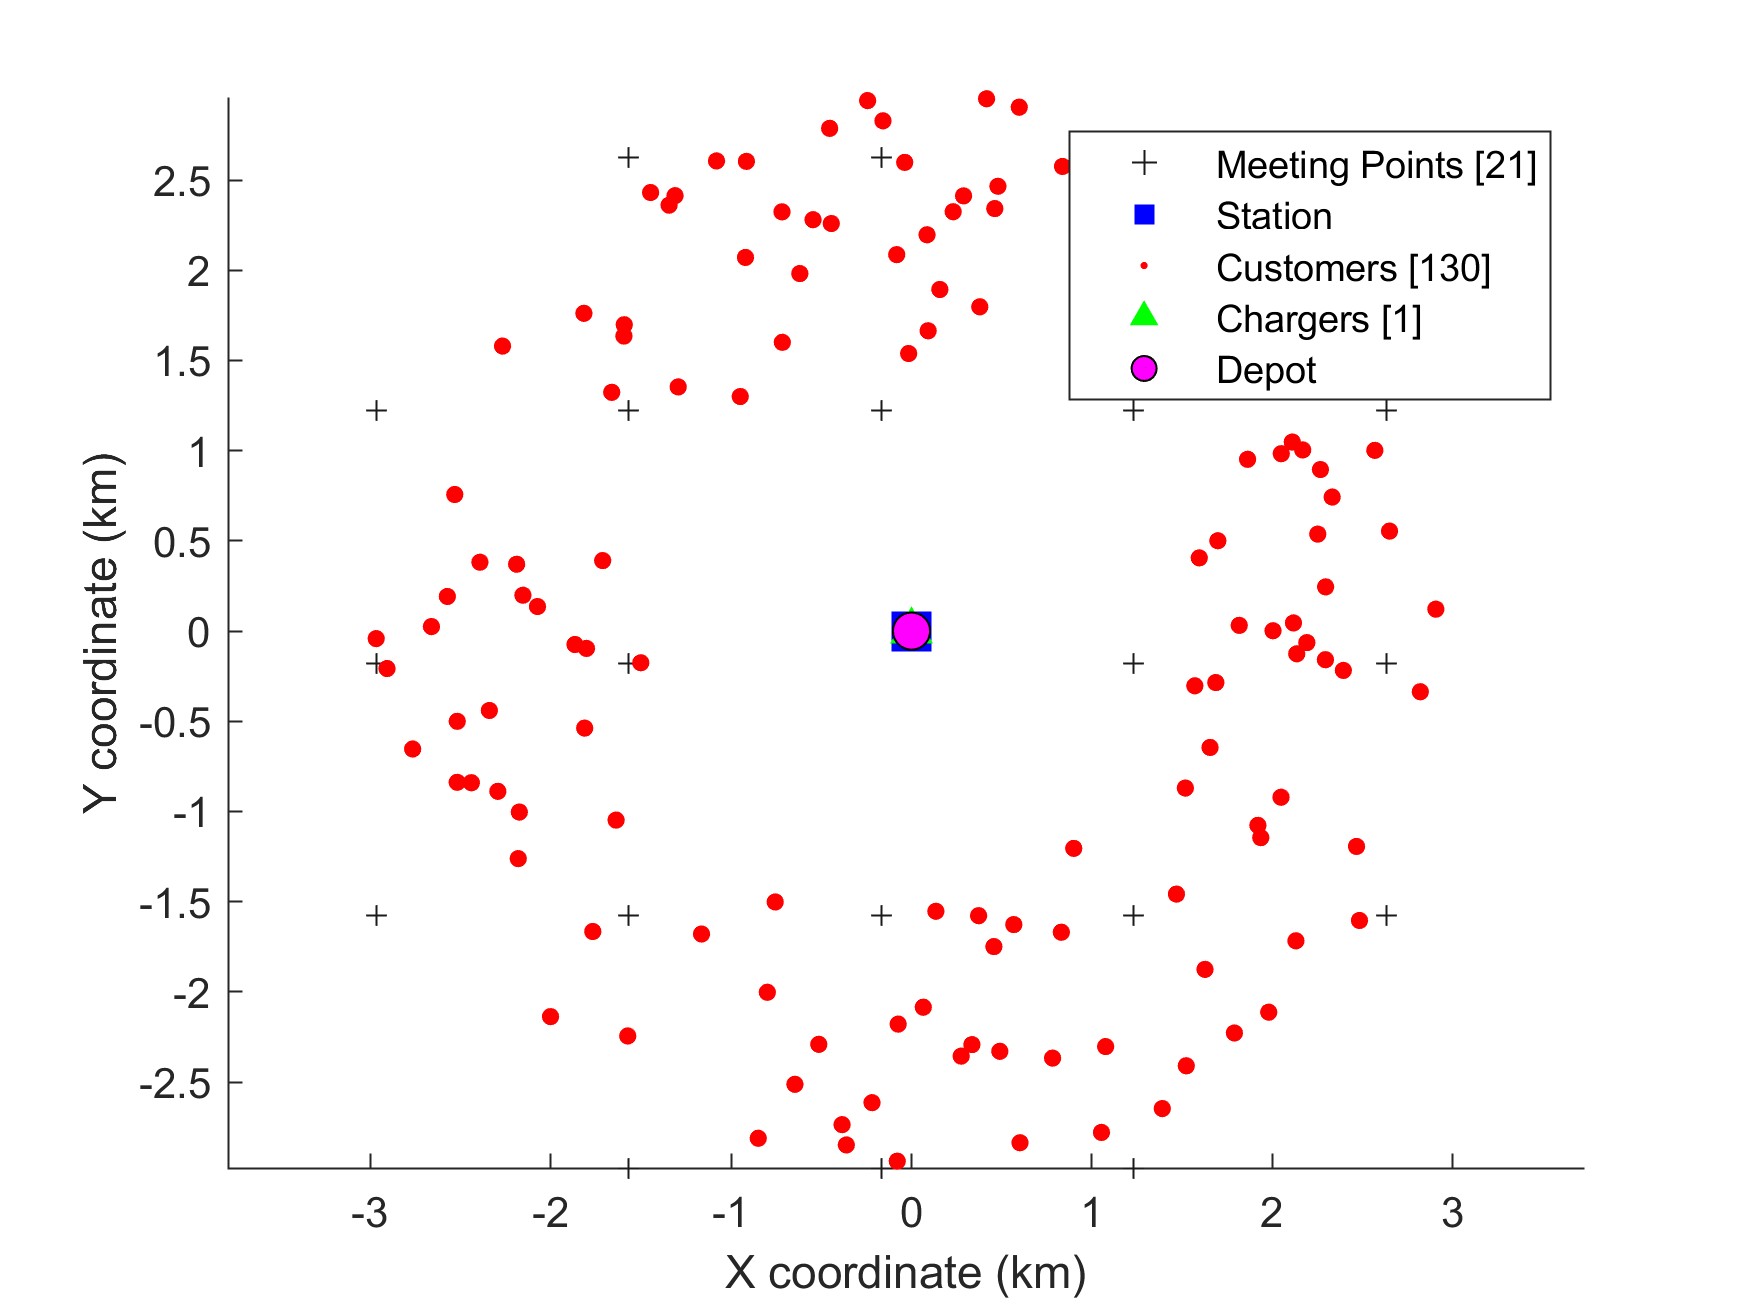 Meeting Points [21]
Station
Customers [130]
Chargers [1]
Depot
2.5
2
1.5
1
0.5
0
-0.5
-1
-1.5
-2
-2.5
Y coordinate (km)
-3 -2 -1 0 1 2 3
X coordinate (km)